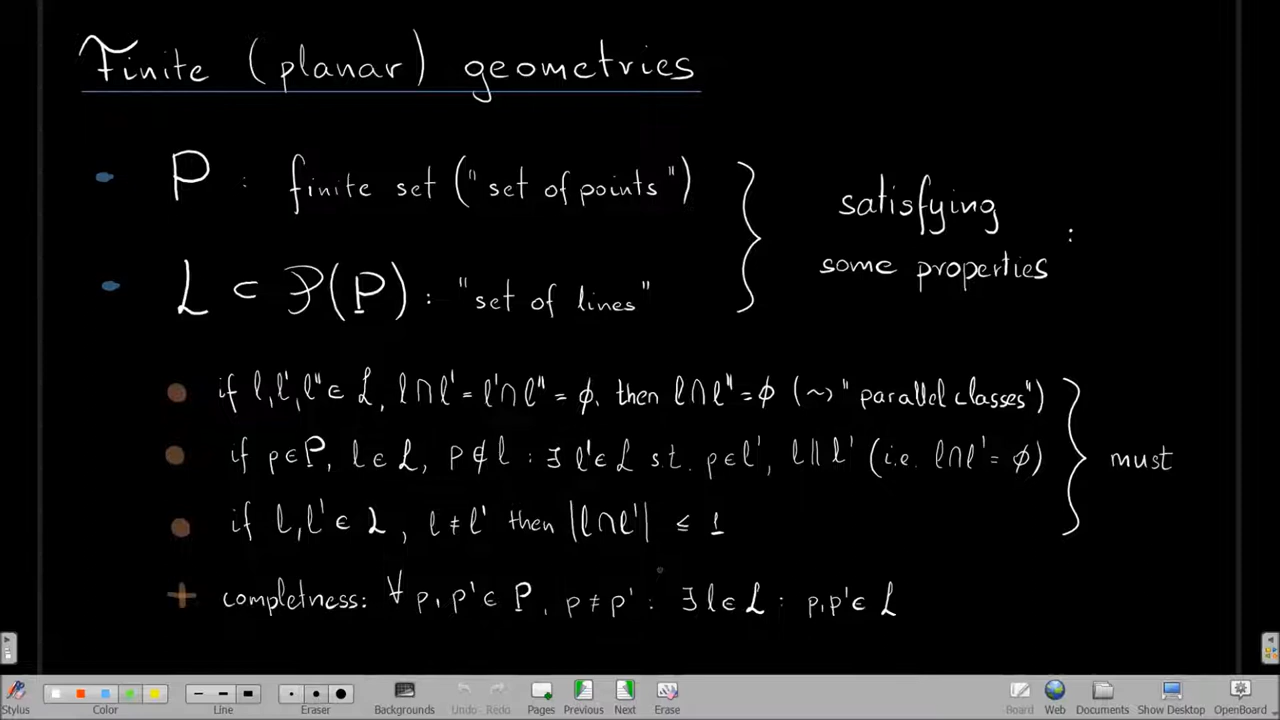 Finite (planar) geometries
P : finite set ("set of points")
L ⊂ P(P) : "set of lines"
satisfying
some properties :
if l,l',l" ∈ L, l∩l' = l'∩l" = ϕ, then l∩l" = ϕ (~> "parallel classes")
if p∈P, l∈L, p∉l : ∃ l'∈L s.t. p∈l', l||l' (i.e. l∩l' = ϕ)
if l,l' ∈ L, l ≠ l' then |l∩l'| ≤ 1
must
+ completness: ∀ p,p' ∈ P, p ≠ p' : ∃ l∈L : p,p' ∈ L
Stylus
Color
Line
Eraser
Backgrounds
Undo - Redo
Pages
Previous
Next
Erase
Board
Web
Documents
Show Desktop
OpenBoard